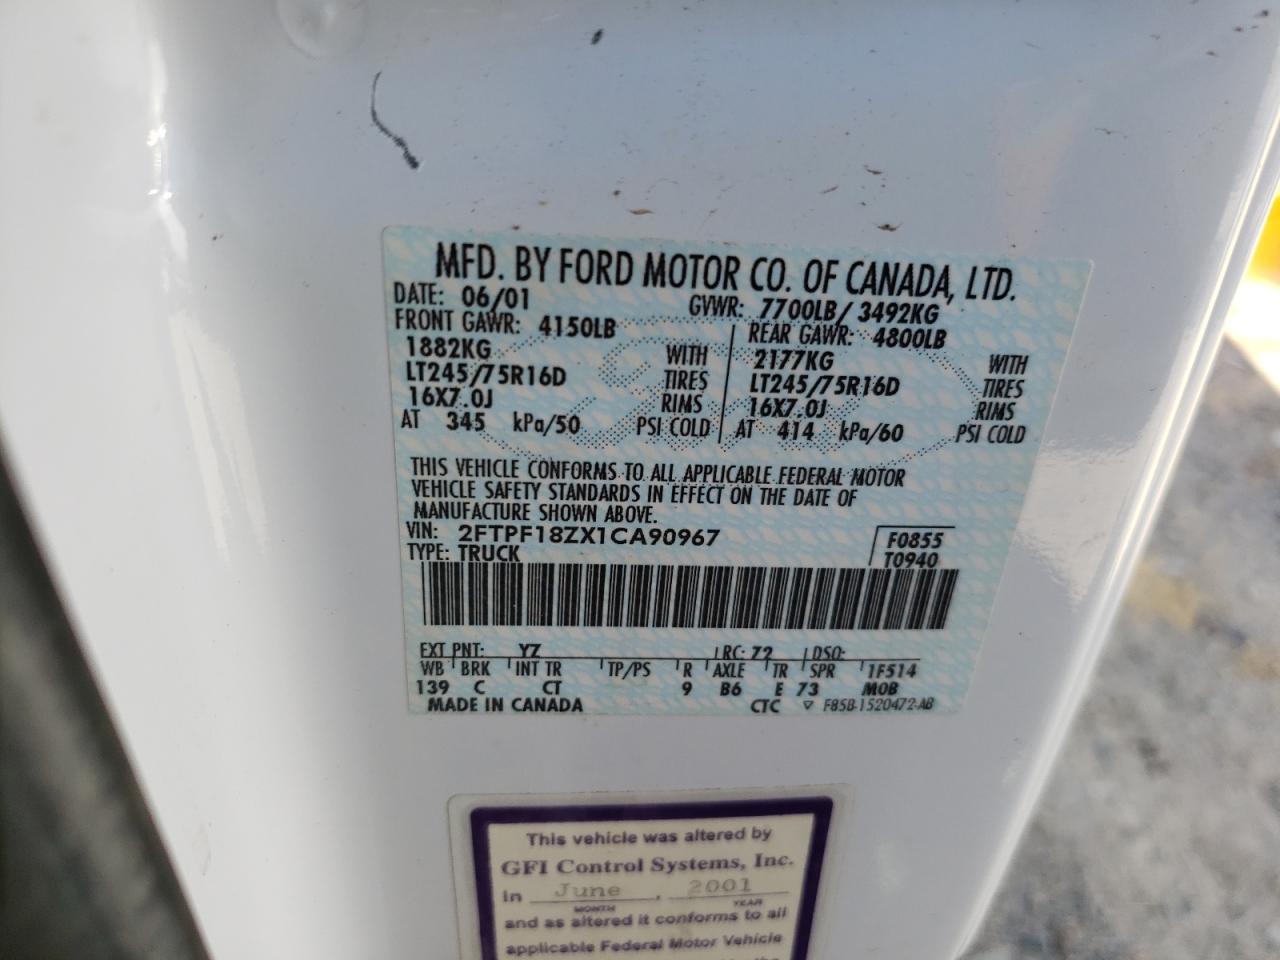 MFD. BY FORD MOTOR CO. OF CANADA, LTD.
DATE: 06/01 GVWR: 7700LB/ 3492KG
FRONT GAWR: 4150LB REAR GAWR: 4800LB
1882KG WITH 2177KG WITH
LT245/75R16D TIRES LT245/75R16D TIRES
16X7.0J RIMS 16X7.0J RIMS
AT 345 kPa/50 PSI COLD AT 414 kPa/60 PSI COLD
THIS VEHICLE CONFORMS TO ALL APPLICABLE FEDERAL MOTOR
VEHICLE SAFETY STANDARDS IN EFFECT ON THE DATE OF
MANUFACTURE SHOWN ABOVE.
VIN: 2FTPF18ZX1CA90967 F0855
TYPE: TRUCK T0940
EXT PNT: YZ RC: 72 DSO:
WB BRK INT TR TP/PS R AXLE TR SPR 1F514
139 C CT 9 B6 E 73 MOB
MADE IN CANADA CTC ▽ F85B-1520472-AB
This vehicle was altered by
GFI Control Systems, Inc.
in June, 2001
MONTH YEAR
and as altered it conforms to all
applicable Federal Motor Vehicle